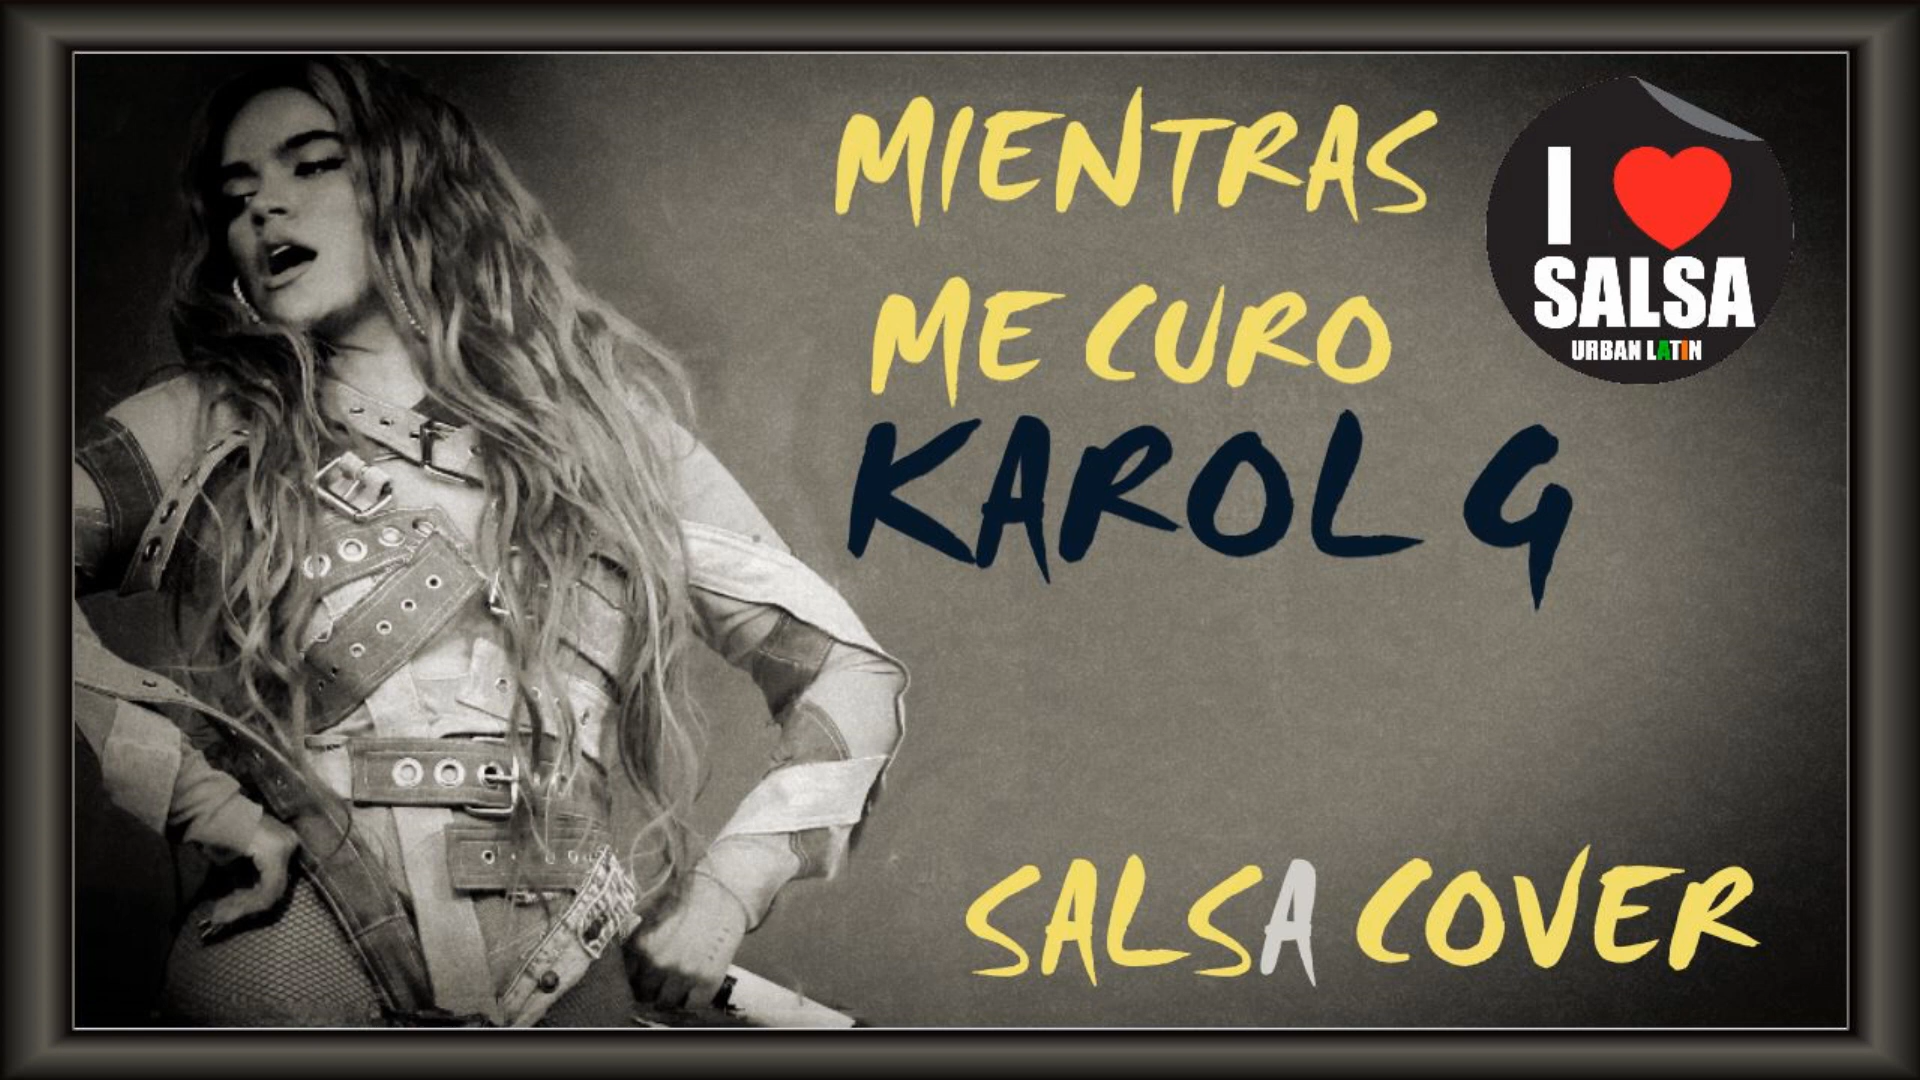 MIENTRAS
ME CURO
KAROL G
I ❤
SALSA
URBAN LATIN
SALSA COVER